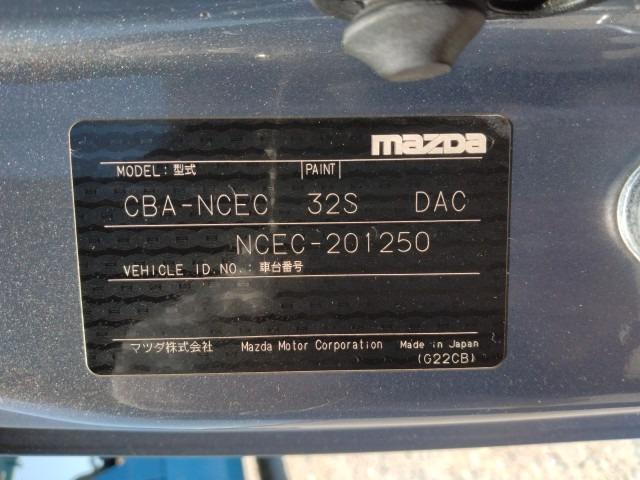 mazda
MODEL: 型式 PAINT
CBA-NCEC 32S DAC
NCEC-201250
VEHICLE ID.NO.: 車台番号
マツダ株式会社 Mazda Motor Corporation Made in Japan
(G22CB)